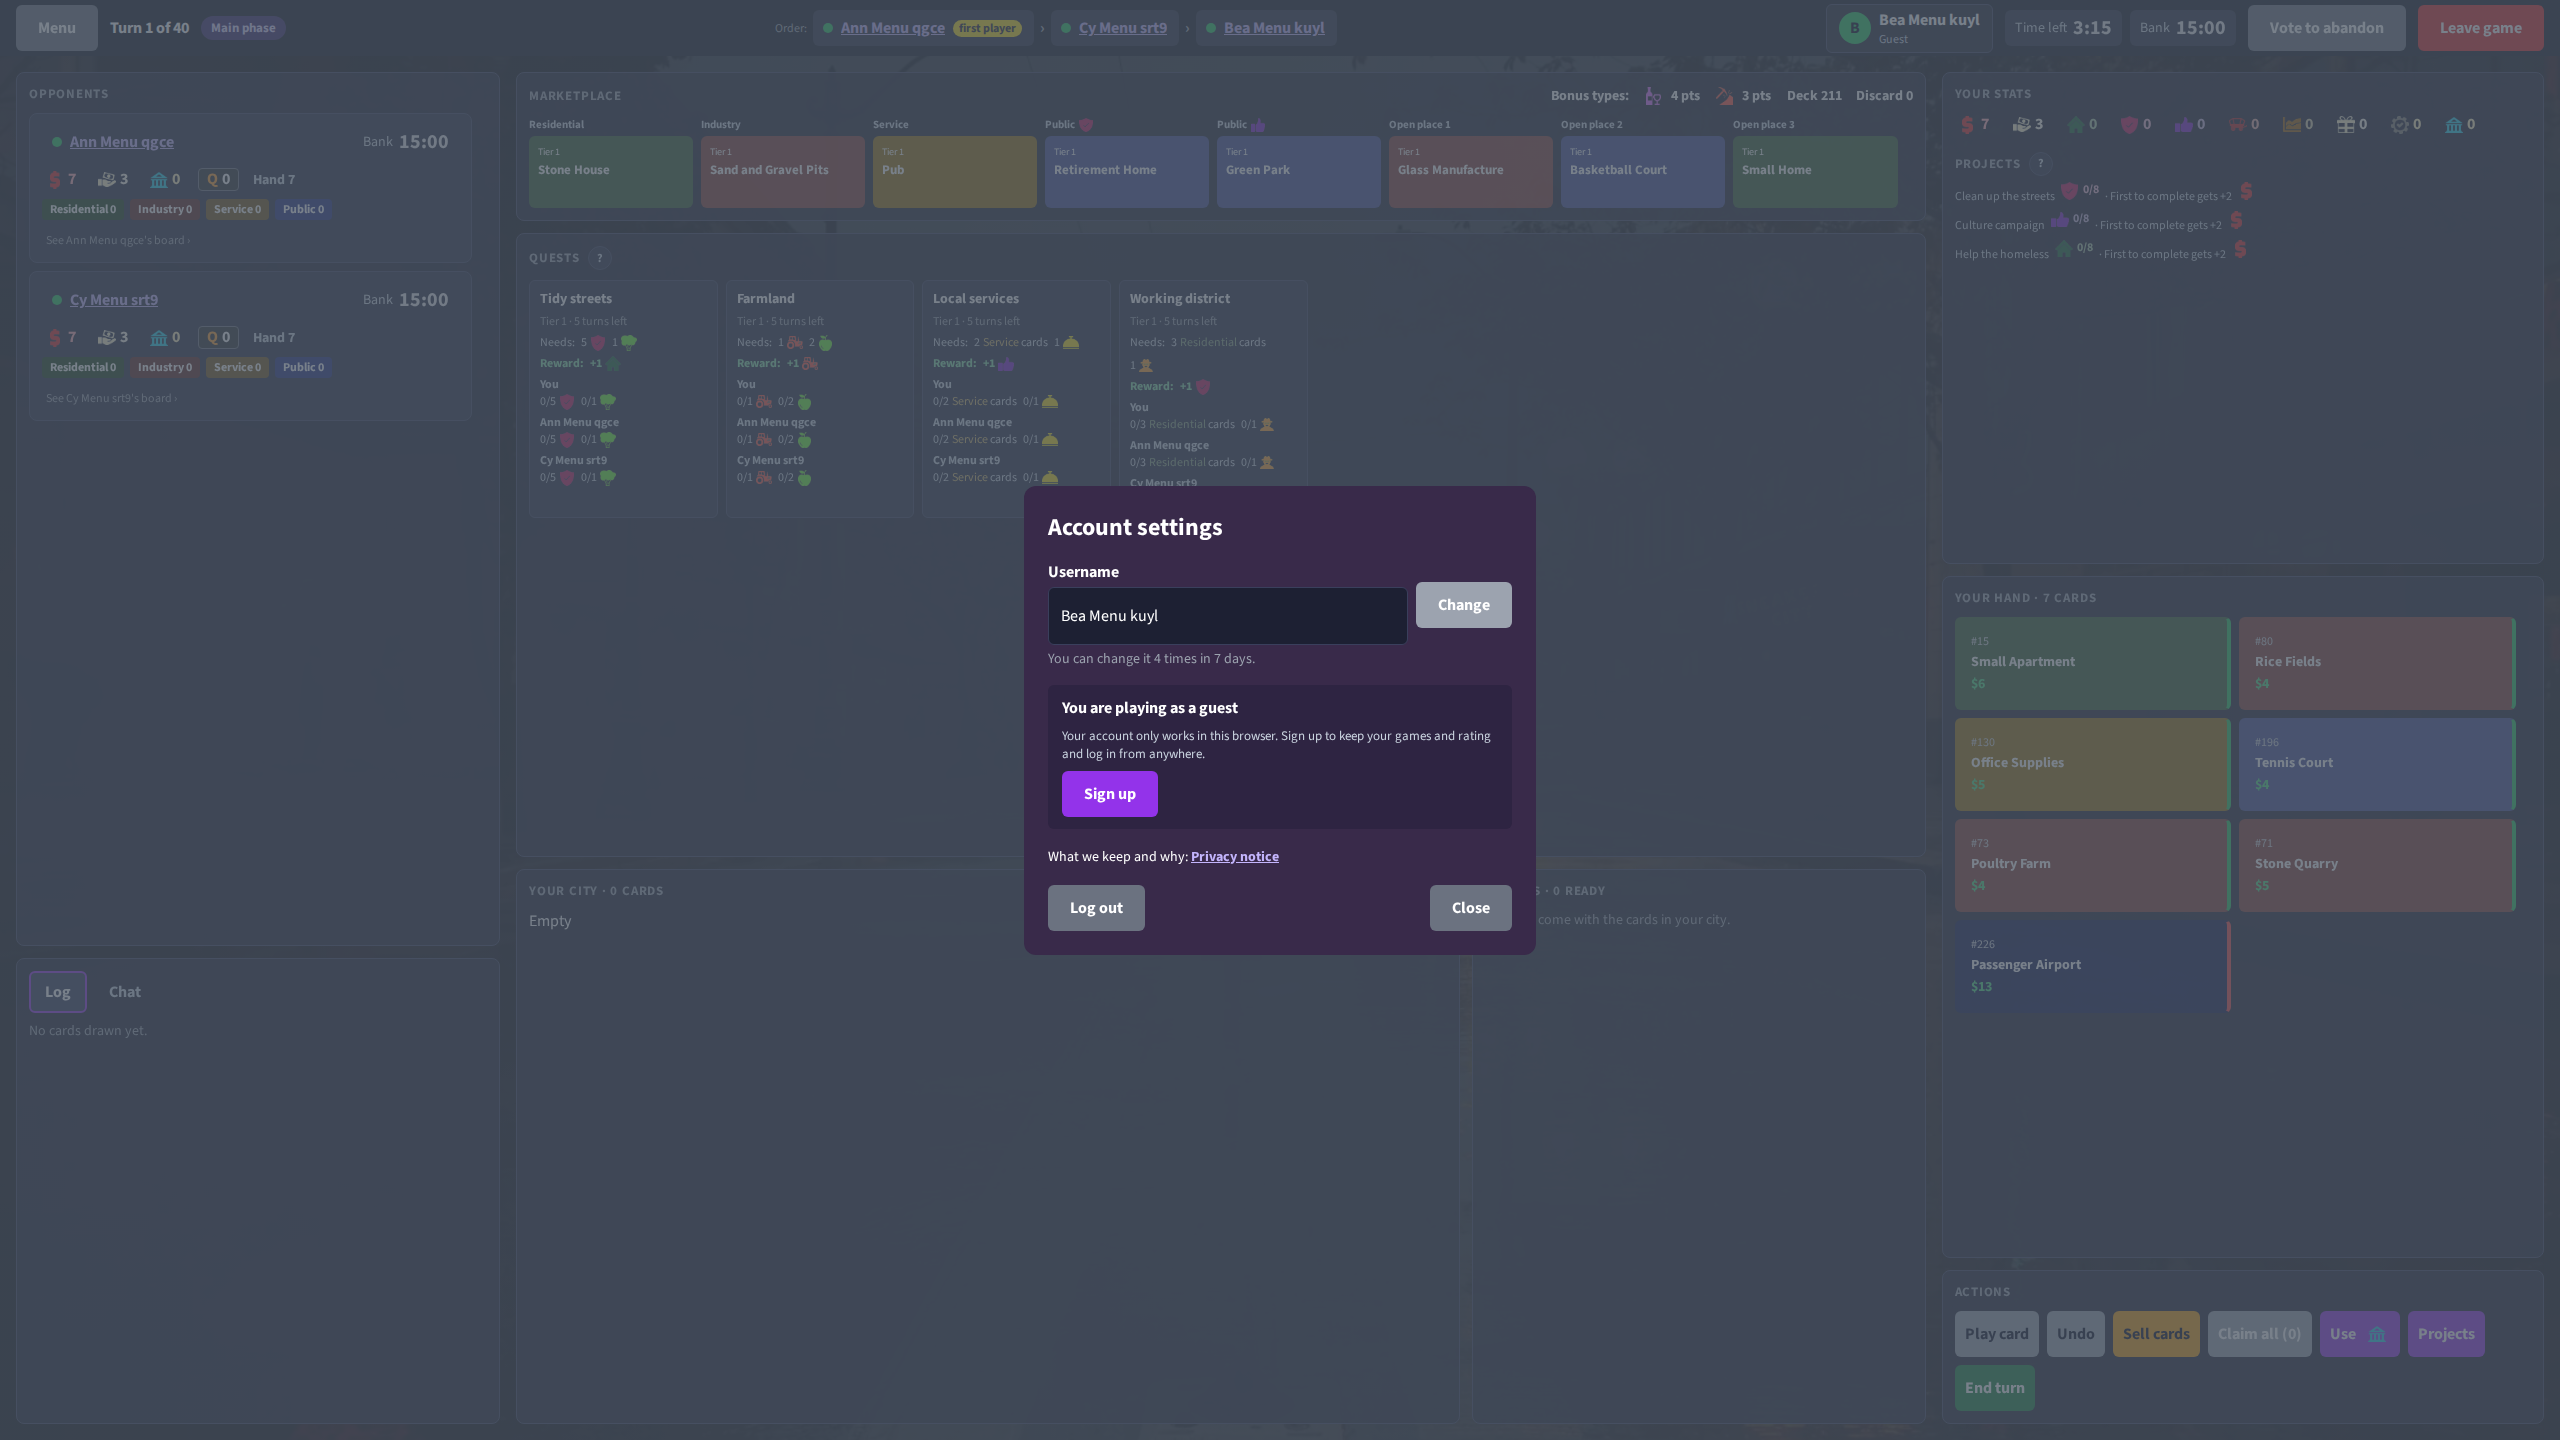 Menu
Turn 1 of 40
Main phase
Order:
Ann Menu qgce
first player
›
Cy Menu srt9
›
Bea Menu kuyl
B
Bea Menu kuyl
Guest
Time left 3:15
Bank 15:00
Vote to abandon
Leave game
OPPONENTS
Ann Menu qgce
Bank 15:00
7 3 0 Q 0 Hand 7
Residential 0 Industry 0 Service 0 Public 0
See Ann Menu qgce's board ›
Cy Menu srt9
Bank 15:00
7 3 0 Q 0 Hand 7
Residential 0 Industry 0 Service 0 Public 0
See Cy Menu srt9's board ›
Log
Chat
No cards drawn yet.
MARKETPLACE
Bonus types: 4 pts 3 pts Deck 211 Discard 0
Residential
Tier 1
Stone House
Industry
Tier 1
Sand and Gravel Pits
Service
Tier 1
Pub
Public
Tier 1
Retirement Home
Public
Tier 1
Green Park
Open place 1
Tier 1
Glass Manufacture
Open place 2
Tier 1
Basketball Court
Open place 3
Tier 1
Small Home
QUESTS ?
Tidy streets
Tier 1 · 5 turns left
Needs: 5 1
Reward: +1
You
0/5 0/1
Ann Menu qgce
0/5 0/1
Cy Menu srt9
0/5 0/1
Farmland
Tier 1 · 5 turns left
Needs: 1 2
Reward: +1
You
0/1 0/2
Ann Menu qgce
0/1 0/2
Cy Menu srt9
0/1 0/2
Local services
Tier 1 · 5 turns left
Needs: 2 Service cards 1
Reward: +1
You
0/2 Service cards 0/1
Ann Menu qgce
0/2 Service cards 0/1
Cy Menu srt9
0/2 Service cards 0/1
Working district
Tier 1 · 5 turns left
Needs: 3 Residential cards
1
Reward: +1
You
0/3 Residential cards 0/1
Ann Menu qgce
0/3 Residential cards 0/1
Cy Menu srt9
Account settings
Username
Bea Menu kuyl
Change
You can change it 4 times in 7 days.
You are playing as a guest
Your account only works in this browser. Sign up to keep your games and rating
and log in from anywhere.
Sign up
What we keep and why: Privacy notice
Log out
Close
YOUR CITY · 0 CARDS
Empty
· 0 READY
come with the cards in your city.
YOUR STATS
7 3 0 0 0 0 0 0 0 0
PROJECTS ?
Clean up the streets 0/8 · First to complete gets +2
Culture campaign 0/8 · First to complete gets +2
Help the homeless 0/8 · First to complete gets +2
YOUR HAND · 7 CARDS
#15
Small Apartment
$6
#80
Rice Fields
$4
#130
Office Supplies
$5
#196
Tennis Court
$4
#73
Poultry Farm
$4
#71
Stone Quarry
$5
#226
Passenger Airport
$13
ACTIONS
Play card
Undo
Sell cards
Claim all (0)
Use
Projects
End turn